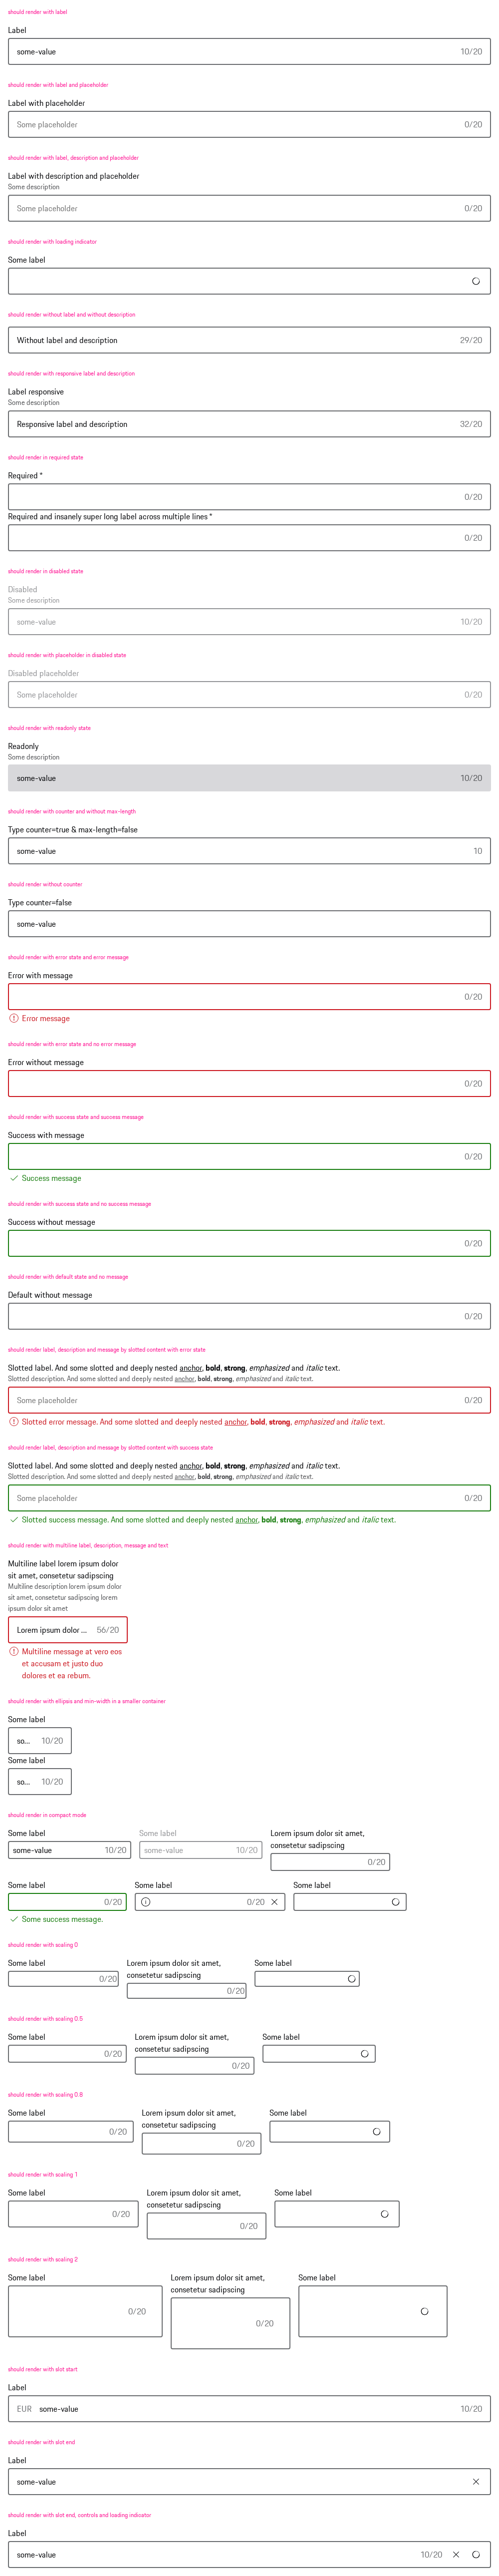 should render with label
Label
some-value 10/20
should render with label and placeholder
Label with placeholder
Some placeholder 0/20
should render with label, description and placeholder
Label with description and placeholder
Some description
Some placeholder 0/20
should render with loading indicator
Some label
should render without label and without description
Without label and description 29/20
should render with responsive label and description
Label responsive
Some description
Responsive label and description 32/20
should render in required state
Required *
0/20
Required and insanely super long label across multiple lines *
0/20
should render in disabled state
Disabled
Some description
some-value 10/20
should render with placeholder in disabled state
Disabled placeholder
Some placeholder 0/20
should render with readonly state
Readonly
Some description
some-value 10/20
should render with counter and without max-length
Type counter=true & max-length=false
some-value 10
should render without counter
Type counter=false
some-value
should render with error state and error message
Error with message
0/20
Error message
should render with error state and no error message
Error without message
0/20
should render with success state and success message
Success with message
0/20
Success message
should render with success state and no success message
Success without message
0/20
should render with default state and no message
Default without message
0/20
should render label, description and message by slotted content with error state
Slotted label. And some slotted and deeply nested anchor, bold, strong, emphasized and italic text.
Slotted description. And some slotted and deeply nested anchor, bold, strong, emphasized and italic text.
Some placeholder 0/20
Slotted error message. And some slotted and deeply nested anchor, bold, strong, emphasized and italic text.
should render label, description and message by slotted content with success state
Slotted label. And some slotted and deeply nested anchor, bold, strong, emphasized and italic text.
Slotted description. And some slotted and deeply nested anchor, bold, strong, emphasized and italic text.
Some placeholder 0/20
Slotted success message. And some slotted and deeply nested anchor, bold, strong, emphasized and italic text.
should render with multiline label, description, message and text
Multiline label lorem ipsum dolor
sit amet, consetetur sadipscing
Multiline description lorem ipsum dolor
sit amet, consetetur sadipscing lorem
ipsum dolor sit amet
Lorem ipsum dolor ... 56/20
Multiline message at vero eos
et accusam et justo duo
dolores et ea rebum.
should render with ellipsis and min-width in a smaller container
Some label
so... 10/20
Some label
so... 10/20
should render in compact mode
Some label Some label Lorem ipsum dolor sit amet,
consetetur sadipscing
some-value 10/20 some-value 10/20
0/20
Some label Some label Some label
0/20 0/20
Some success message.
should render with scaling 0
Some label Lorem ipsum dolor sit amet, Some label
consetetur sadipscing
0/20
0/20
should render with scaling 0.5
Some label Lorem ipsum dolor sit amet, Some label
consetetur sadipscing
0/20
0/20
should render with scaling 0.8
Some label Lorem ipsum dolor sit amet, Some label
consetetur sadipscing
0/20
0/20
should render with scaling 1
Some label Lorem ipsum dolor sit amet, Some label
consetetur sadipscing
0/20
0/20
should render with scaling 2
Some label Lorem ipsum dolor sit amet, Some label
consetetur sadipscing
0/20
0/20
should render with slot start
Label
EUR some-value 10/20
should render with slot end
Label
some-value
should render with slot end, controls and loading indicator
Label
some-value 10/20